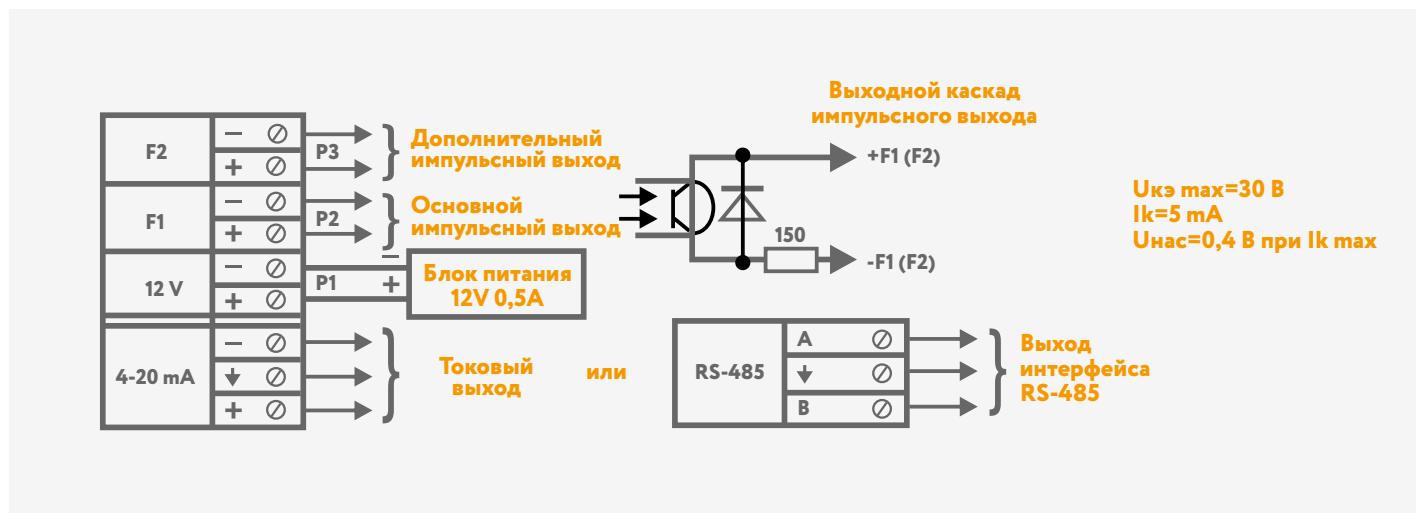 F2
−
+
P3
Дополнительный
импульсный выход
F1
−
+
P2
Основной
импульсный выход
12 V
−
+
P1
−
+
Блок питания
12V 0,5A
4-20 mA
−
+
Токовый
выход
или
Выходной каскад
импульсного выхода
+F1 (F2)
150
-F1 (F2)
Uкэ max=30 В
Ik=5 mA
Uнас=0,4 В при Ik max
RS-485
A
B
Выход
интерфейса
RS-485